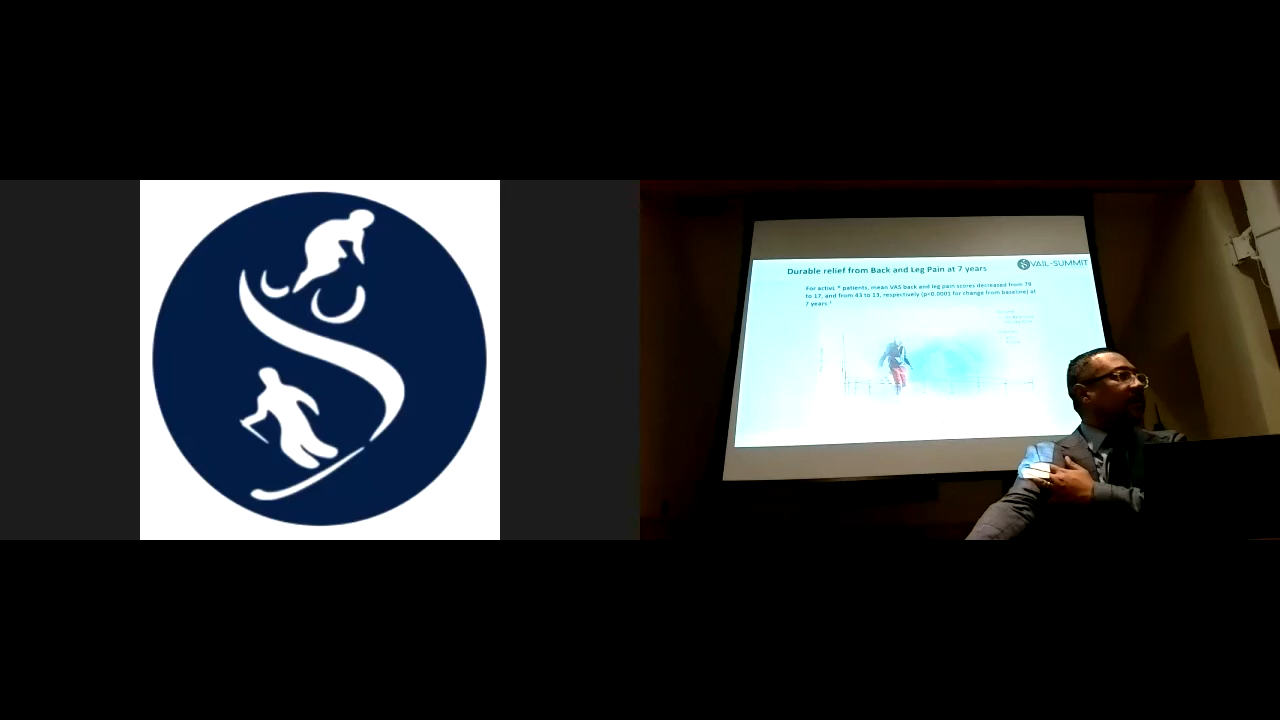 Durable relief from Back and Leg Pain at 7 years
VAIL-SUMMIT
For activL ® patients, mean VAS back and leg pain scores decreased from 79
to 17, and from 43 to 13, respectively (p<0.0001 for change from baseline) at
7 years.